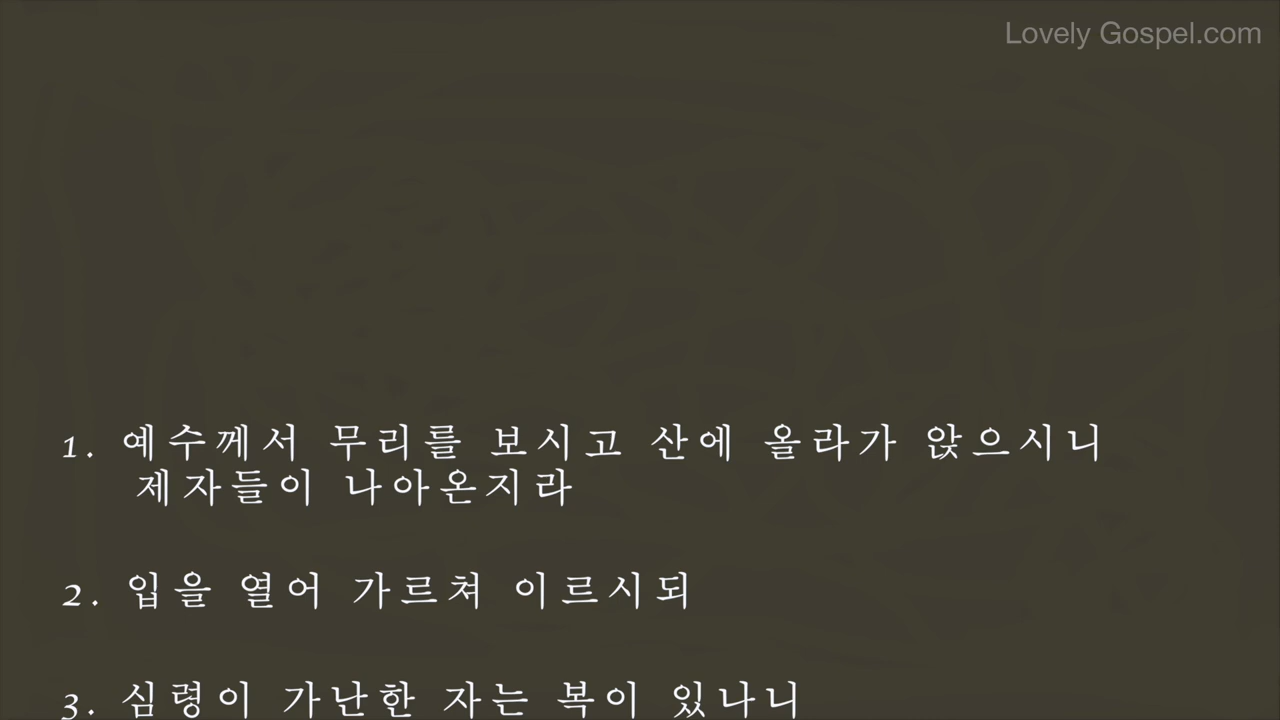 Lovely Gospel.com
1. 예수께서 무리를 보시고 산에 올라가 앉으시니
제자들이 나아온지라
2. 입을 열어 가르쳐 이르시되
3. 심령이 가난한 자는 복이 있나니